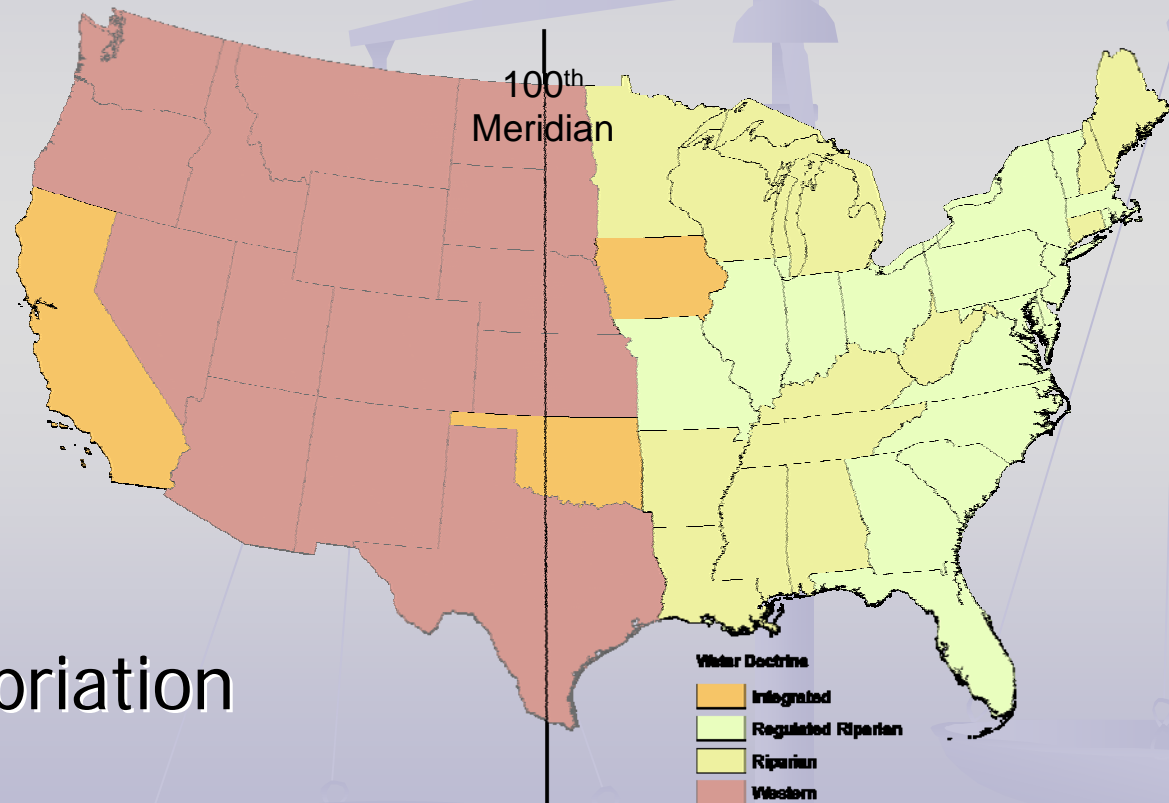 100th
Meridian
priation
Water Doctrine
Integrated
Regulated Riparian
Riparian
Western